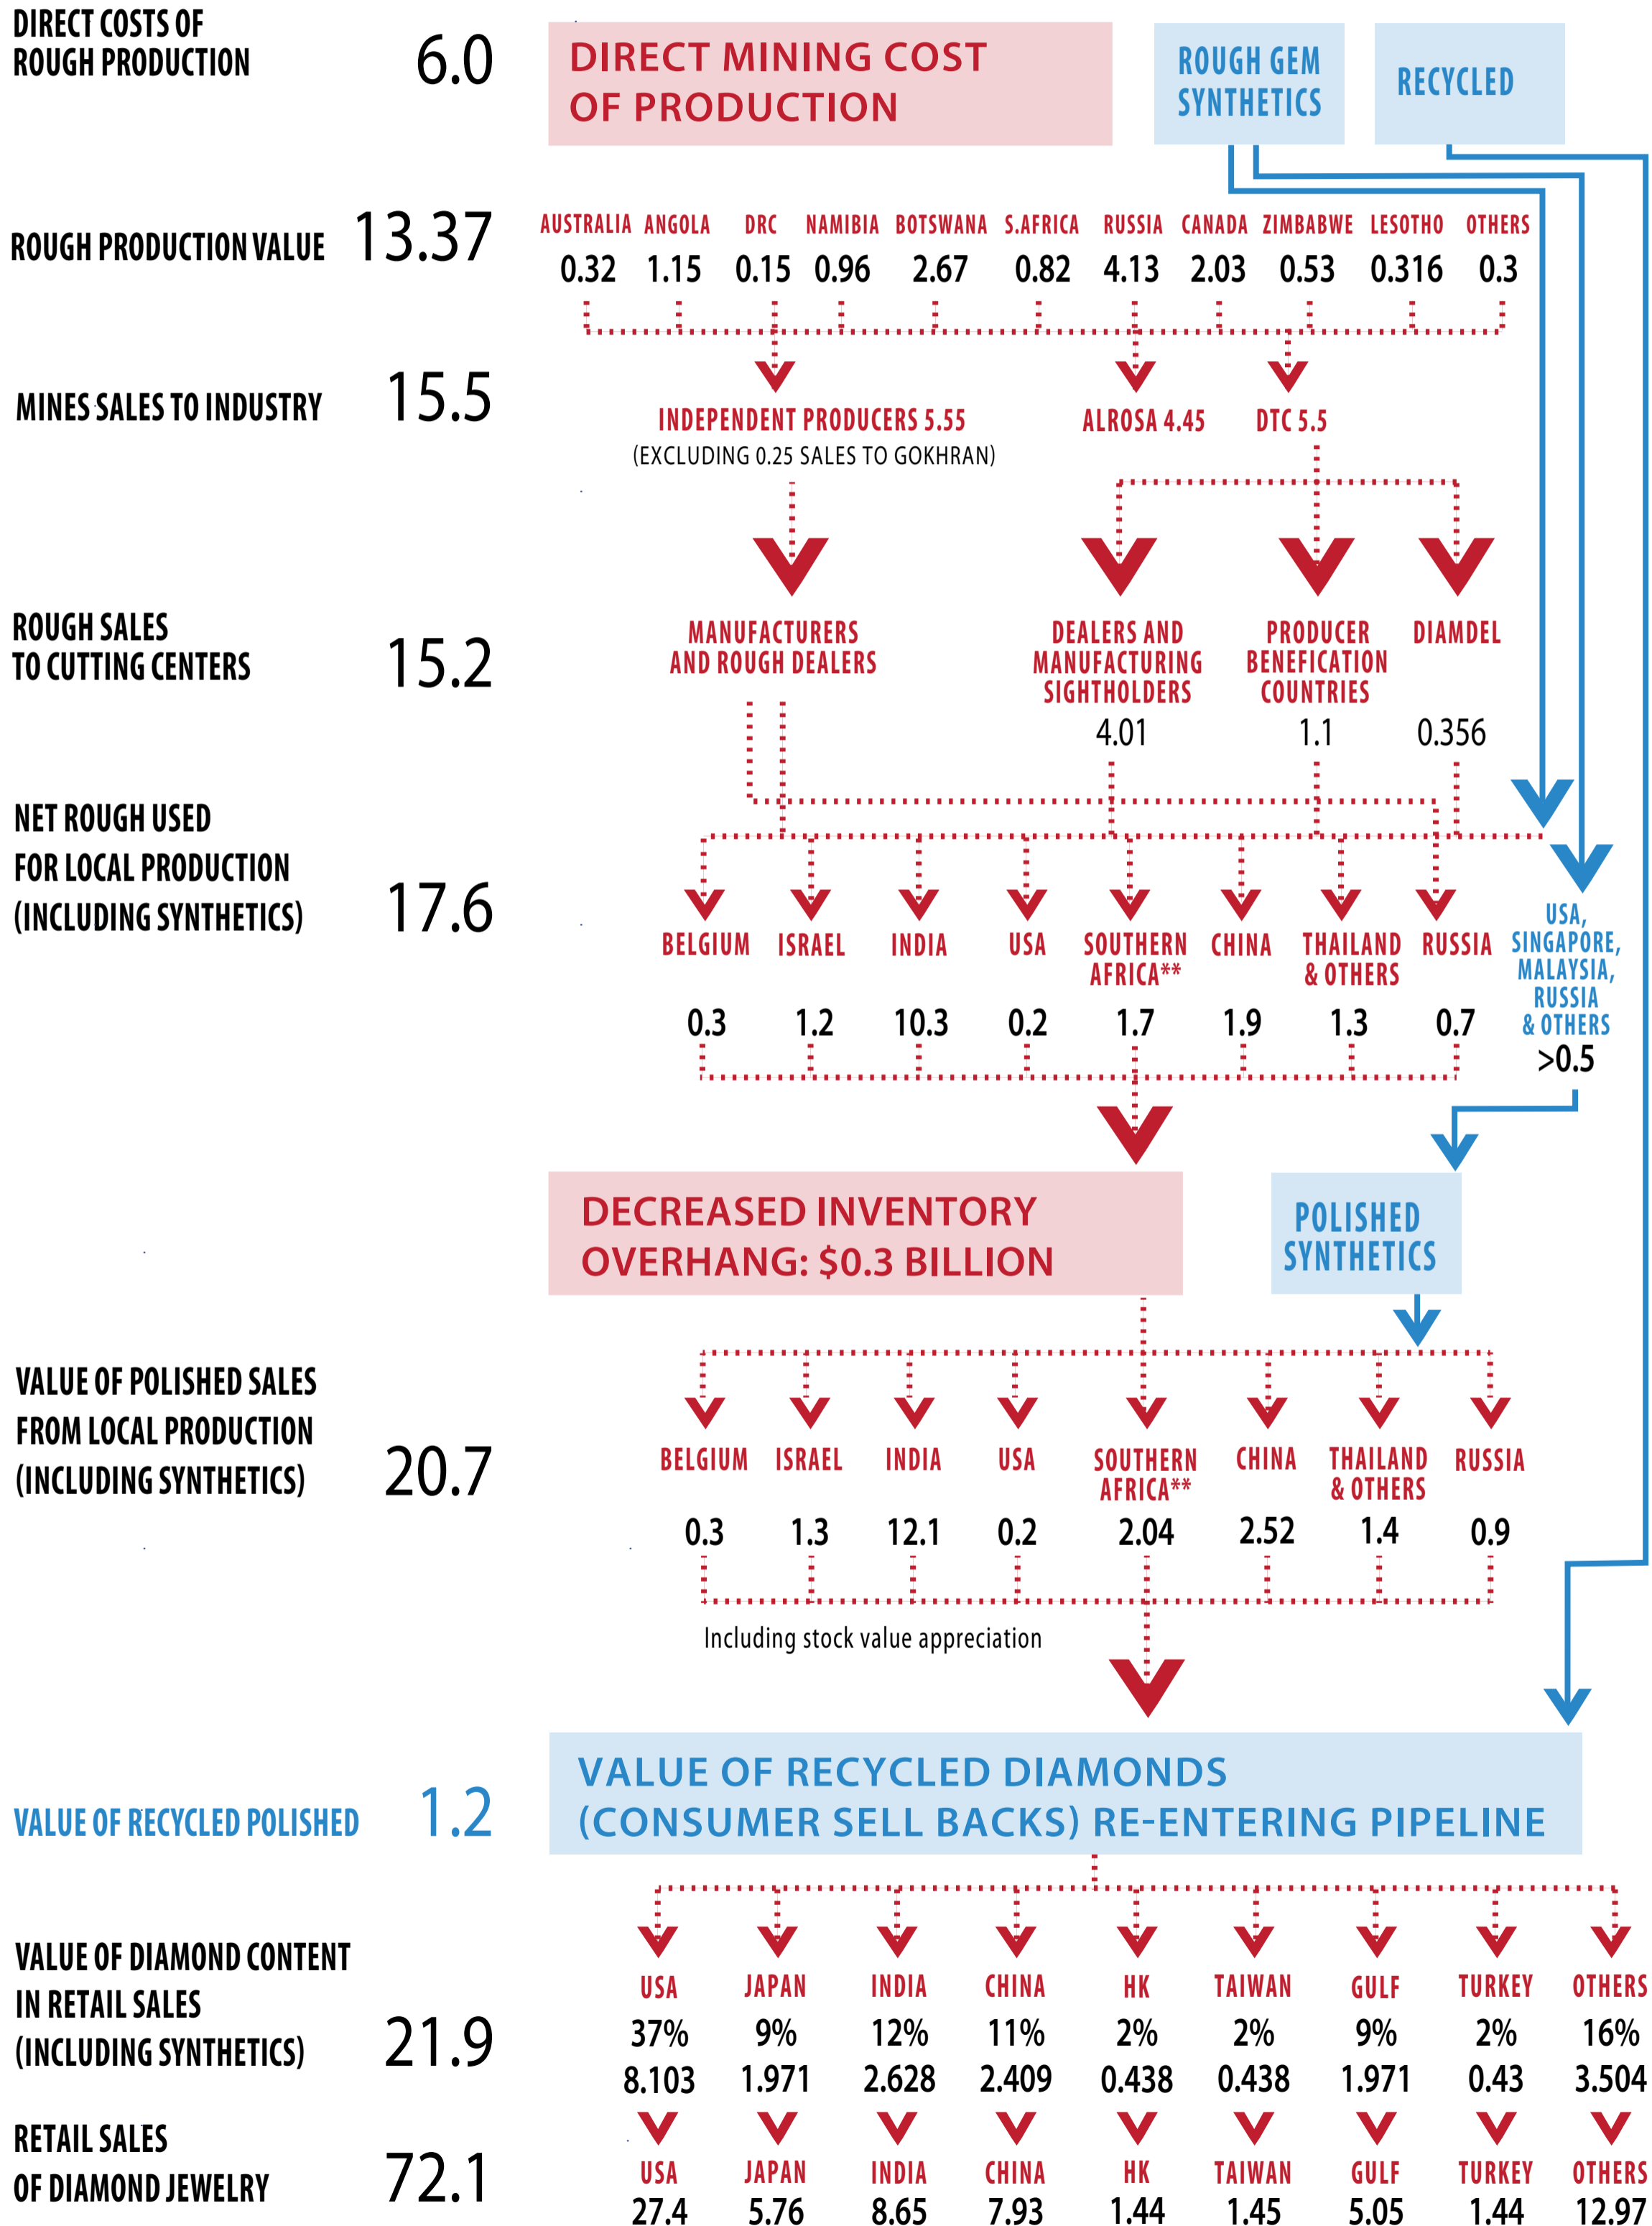 DIRECT COSTS OF
ROUGH PRODUCTION
6.0
DIRECT MINING COST
OF PRODUCTION
ROUGH GEM
SYNTHETICS
RECYCLED
ROUGH PRODUCTION VALUE
13.37
AUSTRALIA ANGOLA DRC NAMIBIA BOTSWANA S.AFRICA RUSSIA CANADA ZIMBABWE LESOTHO OTHERS
0.32 1.15 0.15 0.96 2.67 0.82 4.13 2.03 0.53 0.316 0.3
MINES SALES TO INDUSTRY
15.5
INDEPENDENT PRODUCERS 5.55
(EXCLUDING 0.25 SALES TO GOKHRAN)
ALROSA 4.45
DTC 5.5
ROUGH SALES
TO CUTTING CENTERS
15.2
MANUFACTURERS
AND ROUGH DEALERS
DEALERS AND
MANUFACTURING
SIGHTHOLDERS
4.01
PRODUCER
BENEFICATION
COUNTRIES
1.1
DIAMDEL
0.356
NET ROUGH USED
FOR LOCAL PRODUCTION
(INCLUDING SYNTHETICS)
17.6
BELGIUM
0.3
ISRAEL
1.2
INDIA
10.3
USA
0.2
SOUTHERN
AFRICA**
1.7
CHINA
1.9
THAILAND
& OTHERS
1.3
RUSSIA
0.7
USA,
SINGAPORE,
MALAYSIA,
RUSSIA
& OTHERS
>0.5
DECREASED INVENTORY
OVERHANG: $0.3 BILLION
POLISHED
SYNTHETICS
VALUE OF POLISHED SALES
FROM LOCAL PRODUCTION
(INCLUDING SYNTHETICS)
20.7
BELGIUM
0.3
ISRAEL
1.3
INDIA
12.1
USA
0.2
SOUTHERN
AFRICA**
2.04
CHINA
2.52
THAILAND
& OTHERS
1.4
RUSSIA
0.9
Including stock value appreciation
VALUE OF RECYCLED POLISHED
1.2
VALUE OF RECYCLED DIAMONDS
(CONSUMER SELL BACKS) RE-ENTERING PIPELINE
VALUE OF DIAMOND CONTENT
IN RETAIL SALES
(INCLUDING SYNTHETICS)
21.9
USA JAPAN INDIA CHINA HK TAIWAN GULF TURKEY OTHERS
37% 9% 12% 11% 2% 2% 9% 2% 16%
8.103 1.971 2.628 2.409 0.438 0.438 1.971 0.43 3.504
RETAIL SALES
OF DIAMOND JEWELRY
72.1
USA JAPAN INDIA CHINA HK TAIWAN GULF TURKEY OTHERS
27.4 5.76 8.65 7.93 1.44 1.45 5.05 1.44 12.97